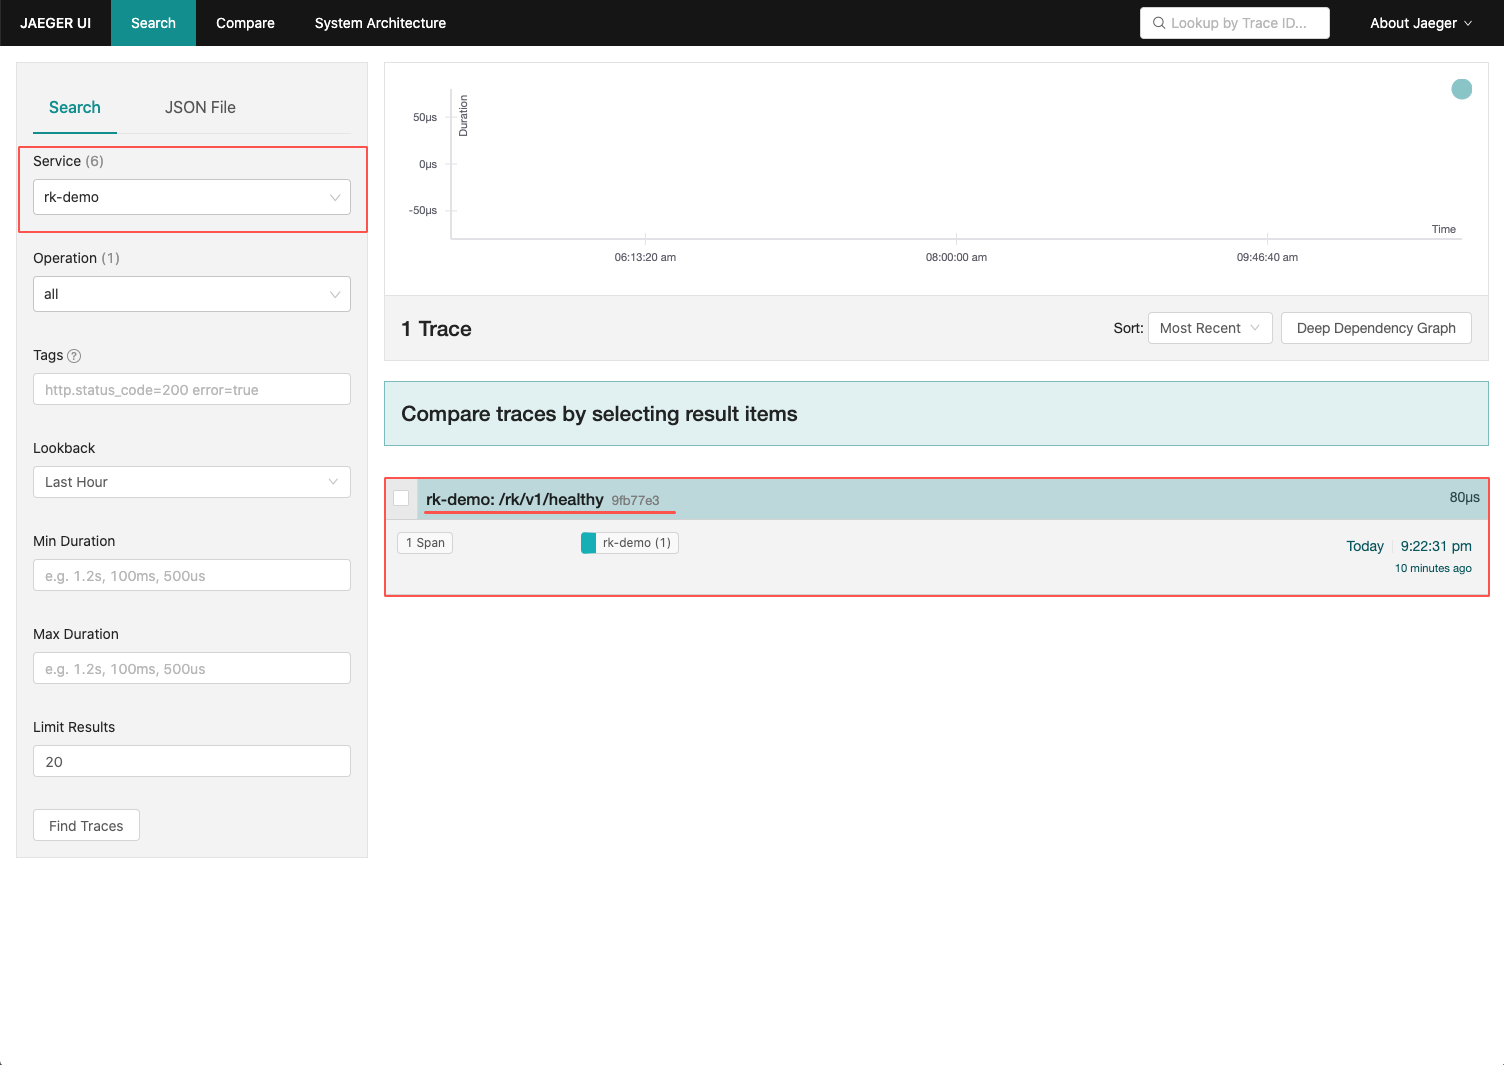 JAEGER UI Search Compare System Architecture Lookup by Trace ID... About Jaeger
Search JSON File
Service (6)
rk-demo
Operation (1)
all
Tags ?
http.status_code=200 error=true
Lookback
Last Hour
Min Duration
e.g. 1.2s, 100ms, 500us
Max Duration
e.g. 1.2s, 100ms, 500us
Limit Results
20
Find Traces
Duration
50μs
0μs
-50μs
Time
06:13:20 am 08:00:00 am 09:46:40 am
1 Trace Sort: Most Recent Deep Dependency Graph
Compare traces by selecting result items
rk-demo: /rk/v1/healthy 9fb77e3 80μs
1 Span rk-demo (1) Today 9:22:31 pm
10 minutes ago